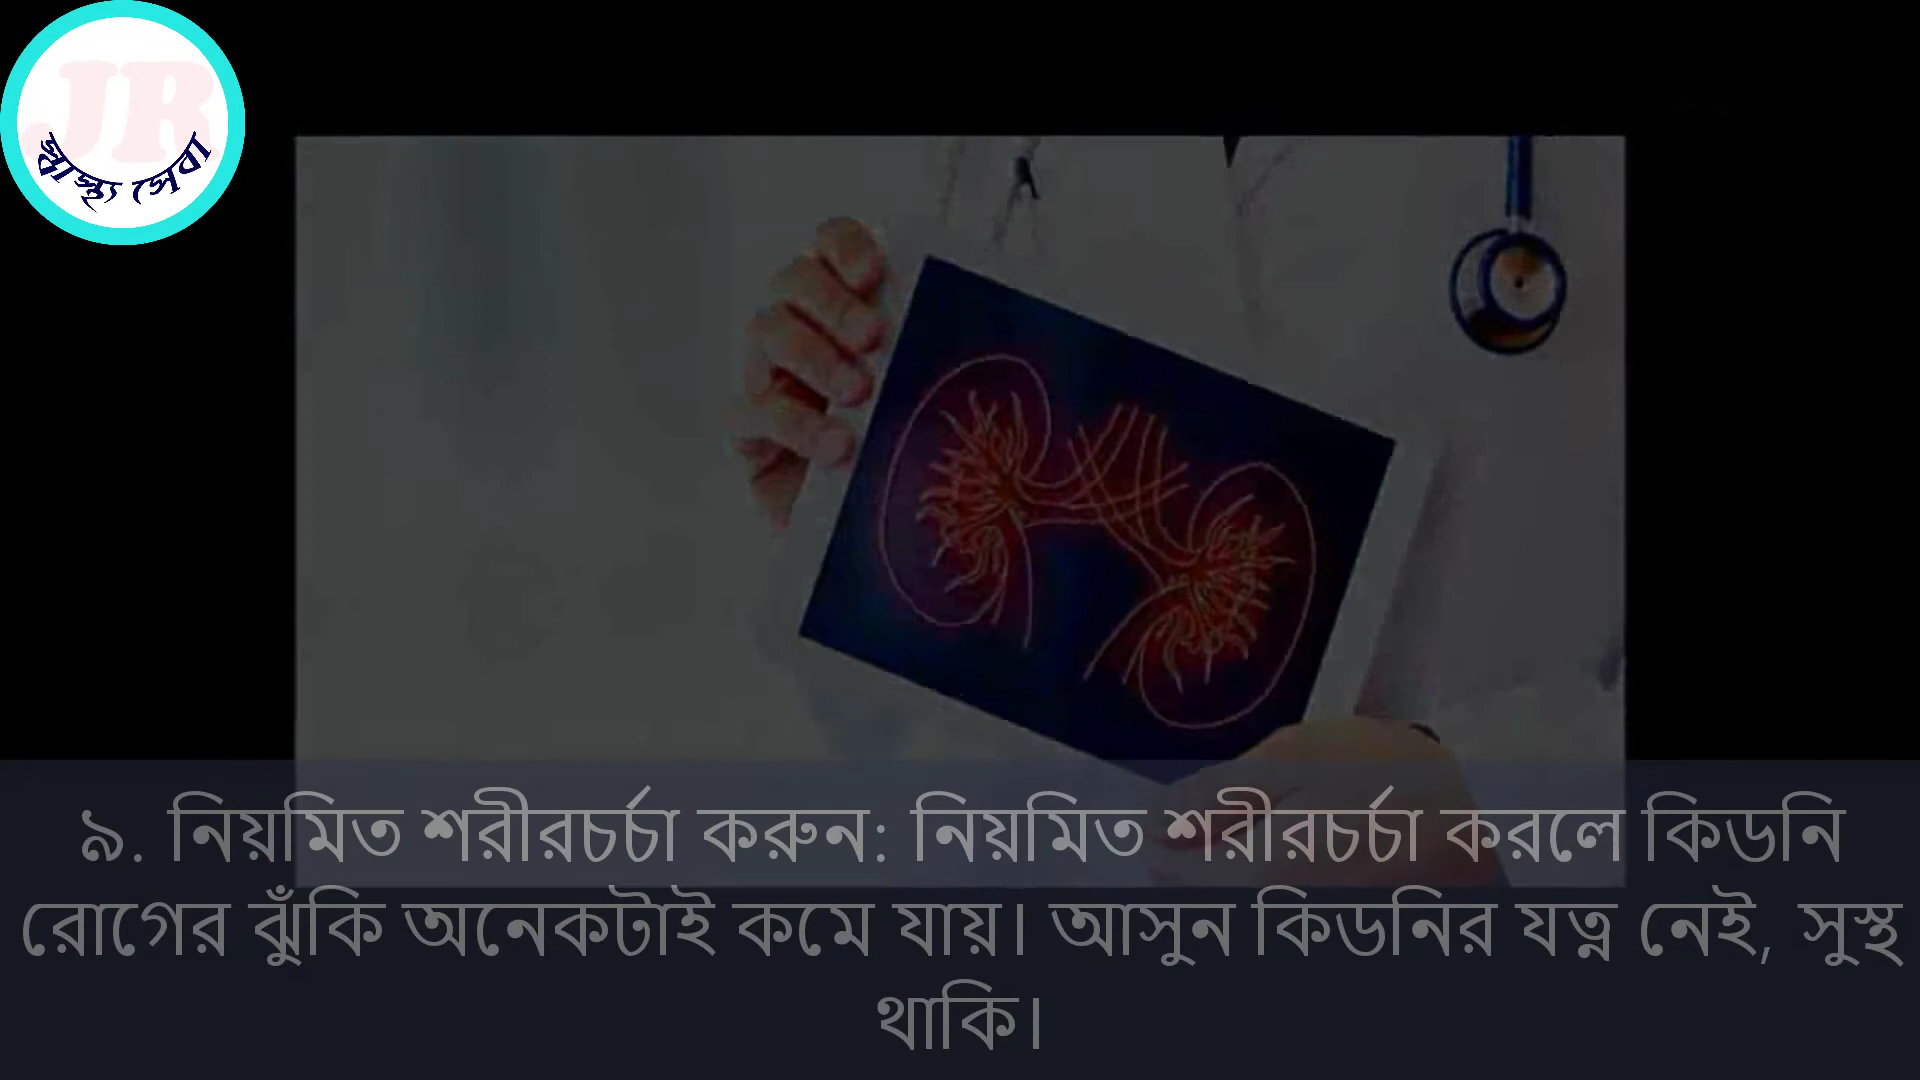 JR
স্বাস্থ্য সেবা
৯. নিয়মিত শরীরচর্চা করুন: নিয়মিত শরীরচর্চা করলে কিডনি
রোগের ঝুঁকি অনেকটাই কমে যায়। আসুন কিডনির যত্ন নেই, সুস্থ
থাকি।